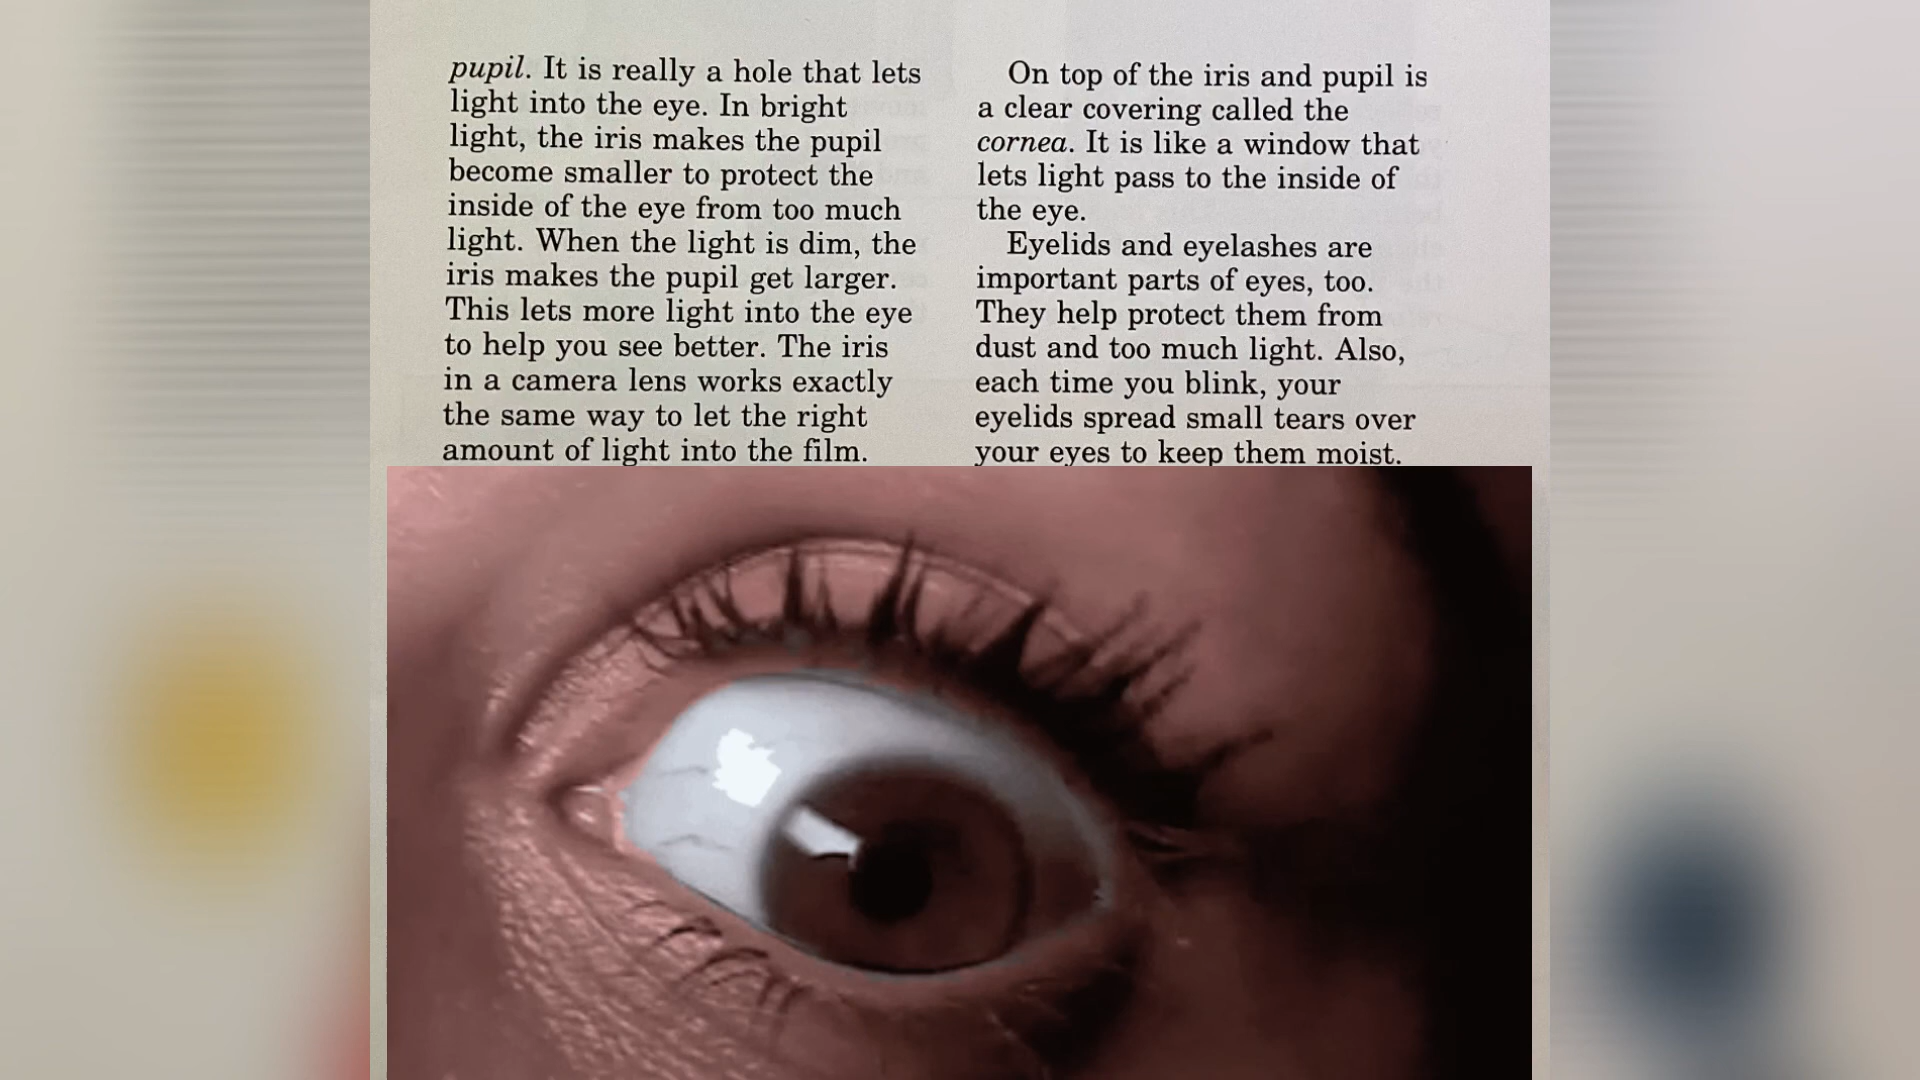 pupil. It is really a hole that lets
light into the eye. In bright
light, the iris makes the pupil
become smaller to protect the
inside of the eye from too much
light. When the light is dim, the
iris makes the pupil get larger.
This lets more light into the eye
to help you see better. The iris
in a camera lens works exactly
the same way to let the right
amount of light into the film.
On top of the iris and pupil is
a clear covering called the
cornea. It is like a window that
lets light pass to the inside of
the eye.
Eyelids and eyelashes are
important parts of eyes, too.
They help protect them from
dust and too much light. Also,
each time you blink, your
eyelids spread small tears over
your eyes to keep them moist.